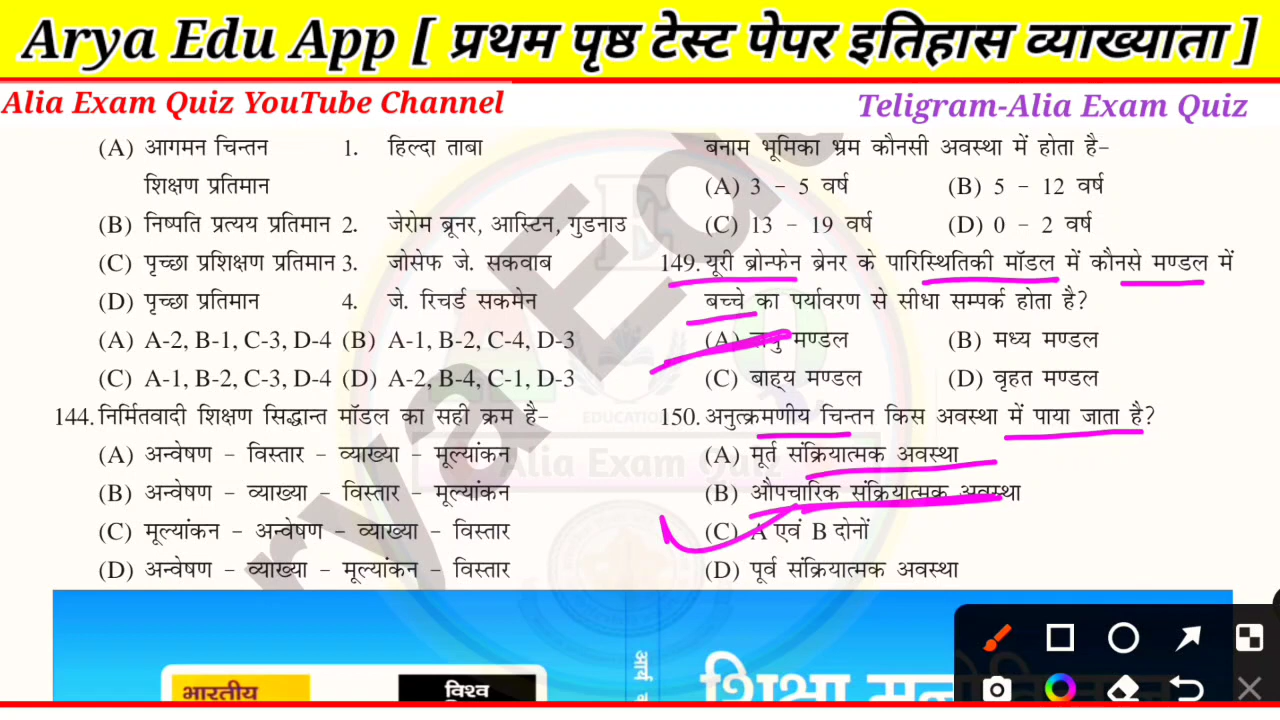 Arya Edu App [ प्रथम पृष्ठ टेस्ट पेपर इतिहास व्याख्याता ]
Alia Exam Quiz YouTube Channel
Teligram-Alia Exam Quiz
(A) आगमन चिन्तन 1. हिल्दा ताबा
शिक्षण प्रतिमान
(B) निष्पति प्रत्यय प्रतिमान 2. जेरोम ब्रूनर, आस्टिन, गुडनाउ
(C) पृच्छा प्रशिक्षण प्रतिमान 3. जोसेफ जे. सकवाब
(D) पृच्छा प्रतिमान 4. जे. रिचर्ड सकमेन
(A) A-2, B-1, C-3, D-4 (B) A-1, B-2, C-4, D-3
(C) A-1, B-2, C-3, D-4 (D) A-2, B-4, C-1, D-3
144. निर्मितवादी शिक्षण सिद्धान्त मॉडल का सही क्रम है-
(A) अन्वेषण - विस्तार - व्याख्या - मूल्यांकन
(B) अन्वेषण - व्याख्या - विस्तार - मूल्यांकन
(C) मूल्यांकन - अन्वेषण - व्याख्या - विस्तार
(D) अन्वेषण - व्याख्या - मूल्यांकन - विस्तार
बनाम भूमिका भ्रम कौनसी अवस्था में होता है-
(A) 3 - 5 वर्ष (B) 5 - 12 वर्ष
(C) 13 - 19 वर्ष (D) 0 - 2 वर्ष
149. यूरी ब्रोन्फेन ब्रेनर के पारिस्थितिकी मॉडल में कौनसे मण्डल में
बच्चे का पर्यावरण से सीधा सम्पर्क होता है?
(A) लघु मण्डल (B) मध्य मण्डल
(C) बाह्य मण्डल (D) वृहत मण्डल
150. अनुत्क्रमणीय चिन्तन किस अवस्था में पाया जाता है?
(A) मूर्त संक्रियात्मक अवस्था
(B) औपचारिक संक्रियात्मक अवस्था
(C) A एवं B दोनों
(D) पूर्व संक्रियात्मक अवस्था
EDUCATION
Alia Exam Quiz
ryaEdu
भारतीय
विश्व